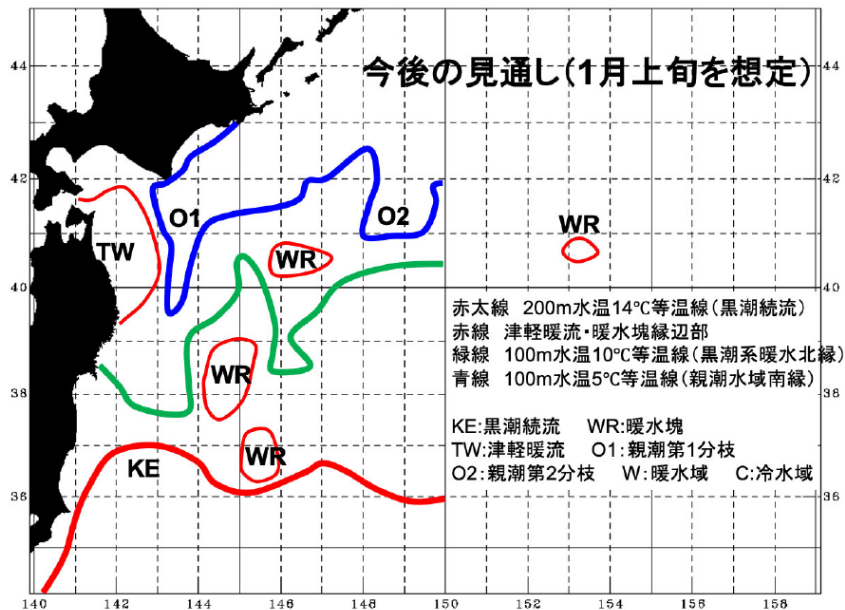 今後の見通し(1月上旬を想定)
44
44
42
42
40
40
38
38
36
36
O1
O2
TW
WR
WR
WR
WR
KE
赤太線 200m水温14℃等温線(黒潮続流)
赤線 津軽暖流・暖水塊縁辺部
緑線 100m水温10℃等温線(黒潮系暖水北縁)
青線 100m水温5℃等温線(親潮水域南縁)
KE:黒潮続流 WR:暖水塊
TW:津軽暖流 O1:親潮第1分枝
O2:親潮第2分枝 W:暖水域 C:冷水域
140 142 144 146 148 150 152 154 156 158